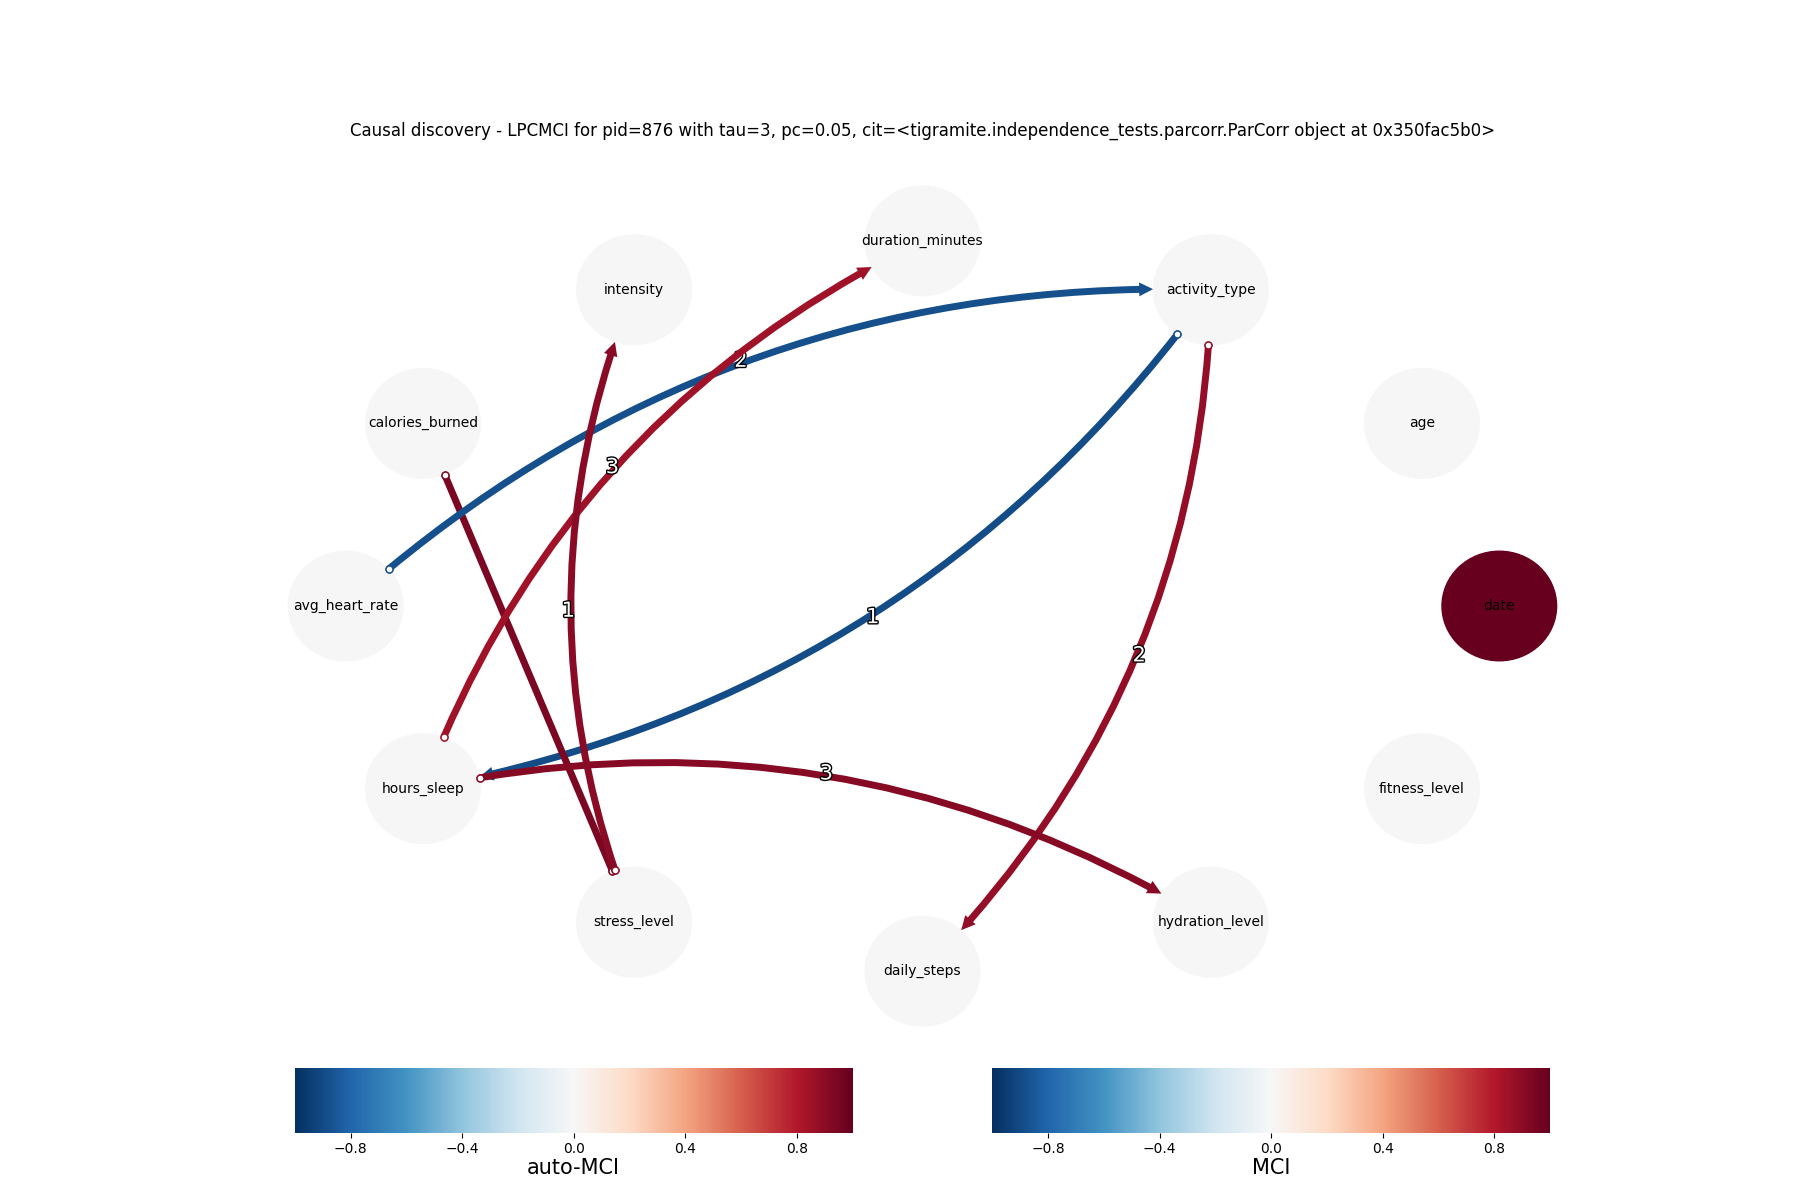 Causal discovery - LPCMCI for pid=876 with tau=3, pc=0.05, cit=<tigramite.independence_tests.parcorr.ParCorr object at 0x350fac5b0>
duration_minutes
intensity
activity_type
2
calories_burned
age
3
avg_heart_rate
date
1
1
2
hours_sleep
3
fitness_level
stress_level
hydration_level
daily_steps
−0.8 −0.4 0.0 0.4 0.8
auto-MCI
−0.8 −0.4 0.0 0.4 0.8
MCI